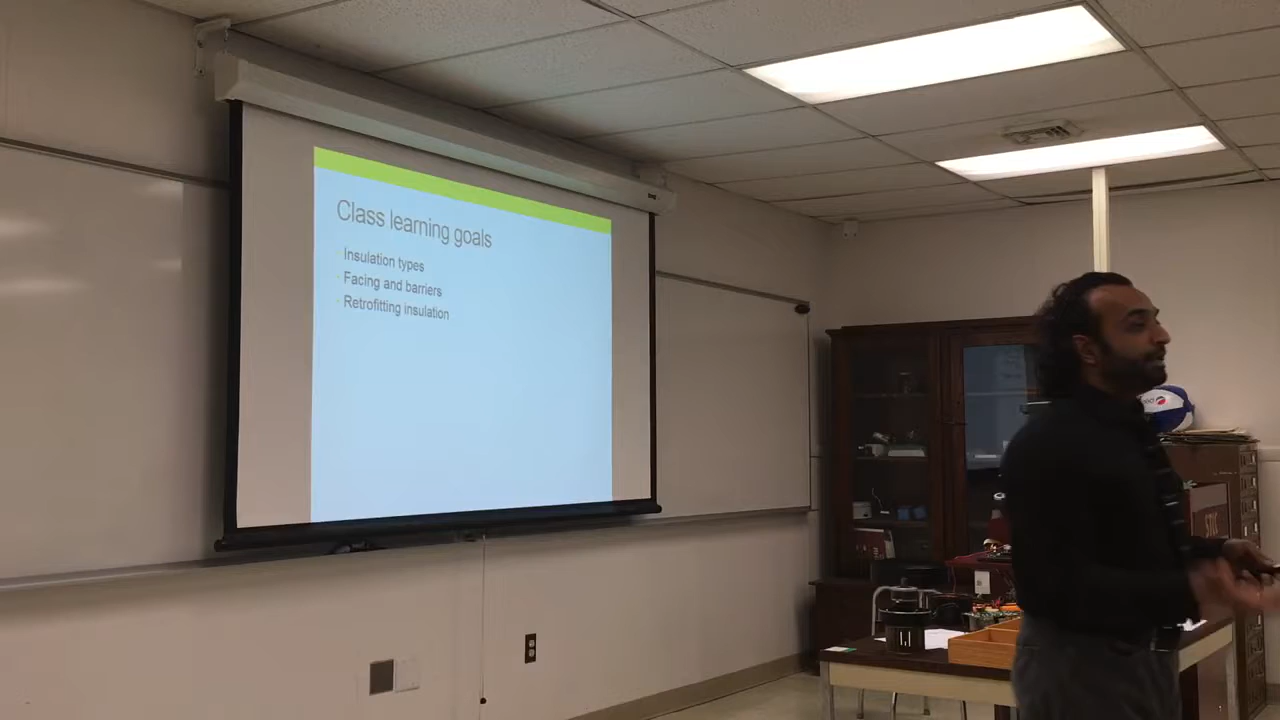 Class learning goals
Insulation types
Facing and barriers
Retrofitting insulation